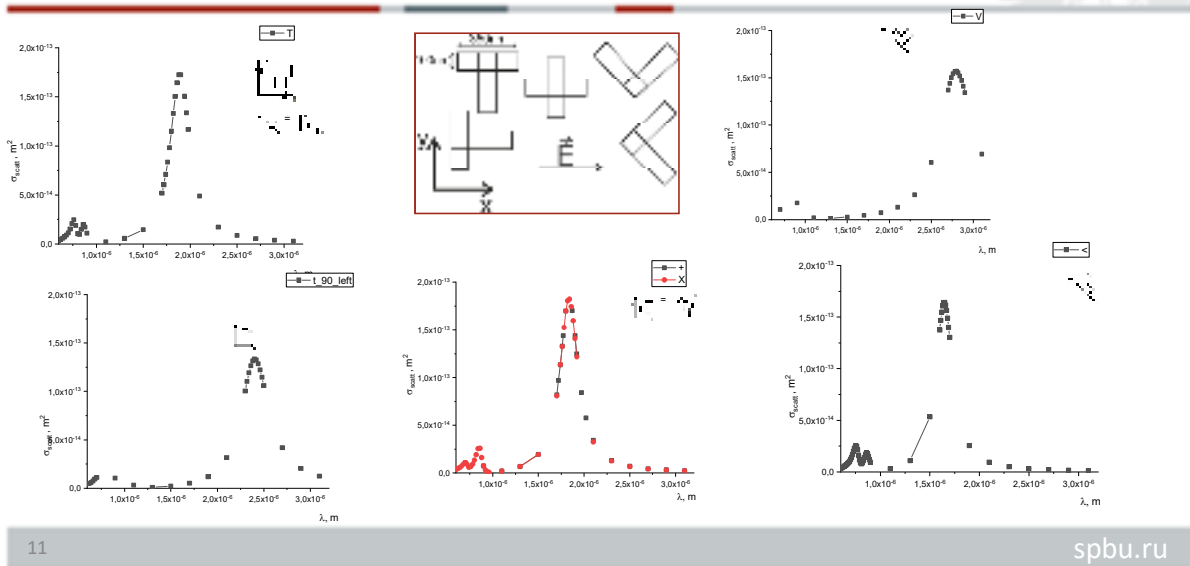 T
2,0x10⁻¹³
1,5x10⁻¹³
1,0x10⁻¹³
5,0x10⁻¹⁴
0,0
σscatt, m²
1,0x10⁻⁶ 1,5x10⁻⁶ 2,0x10⁻⁶ 2,5x10⁻⁶ 3,0x10⁻⁶
E
X
V
2,0x10⁻¹³
1,5x10⁻¹³
1,0x10⁻¹³
5,0x10⁻¹⁴
0,0
σscatt, m²
1,0x10⁻⁶ 1,5x10⁻⁶ 2,0x10⁻⁶ 2,5x10⁻⁶ 3,0x10⁻⁶
λ, m
t_90_left
2,0x10⁻¹³
1,5x10⁻¹³
1,0x10⁻¹³
5,0x10⁻¹⁴
0,0
σscatt, m²
1,0x10⁻⁶ 1,5x10⁻⁶ 2,0x10⁻⁶ 2,5x10⁻⁶ 3,0x10⁻⁶
λ, m
+
X
2,0x10⁻¹³
1,5x10⁻¹³
1,0x10⁻¹³
5,0x10⁻¹⁴
0,0
σscatt, m²
1,0x10⁻⁶ 1,5x10⁻⁶ 2,0x10⁻⁶ 2,5x10⁻⁶ 3,0x10⁻⁶
λ, m
<
2,0x10⁻¹³
1,5x10⁻¹³
1,0x10⁻¹³
5,0x10⁻¹⁴
0,0
σscatt, m²
1,0x10⁻⁶ 1,5x10⁻⁶ 2,0x10⁻⁶ 2,5x10⁻⁶ 3,0x10⁻⁶
λ, m
11
spbu.ru